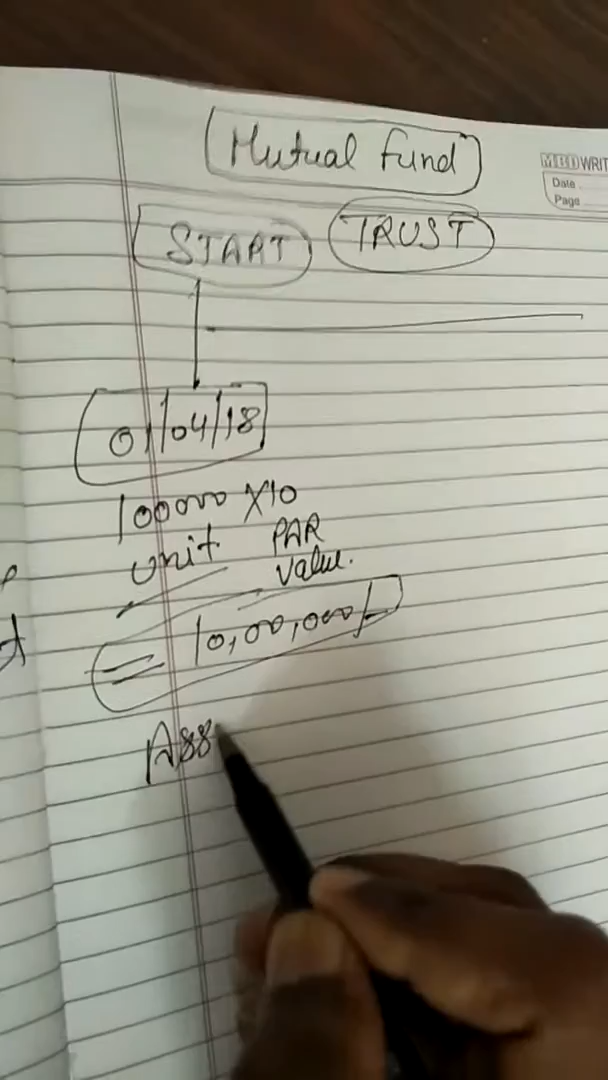 Mutual fund
MBD WRIT
Date
Page
START TRUST
01/04/18
100000 X10
unit PAR
value.
= 10,00,000/-
Ass